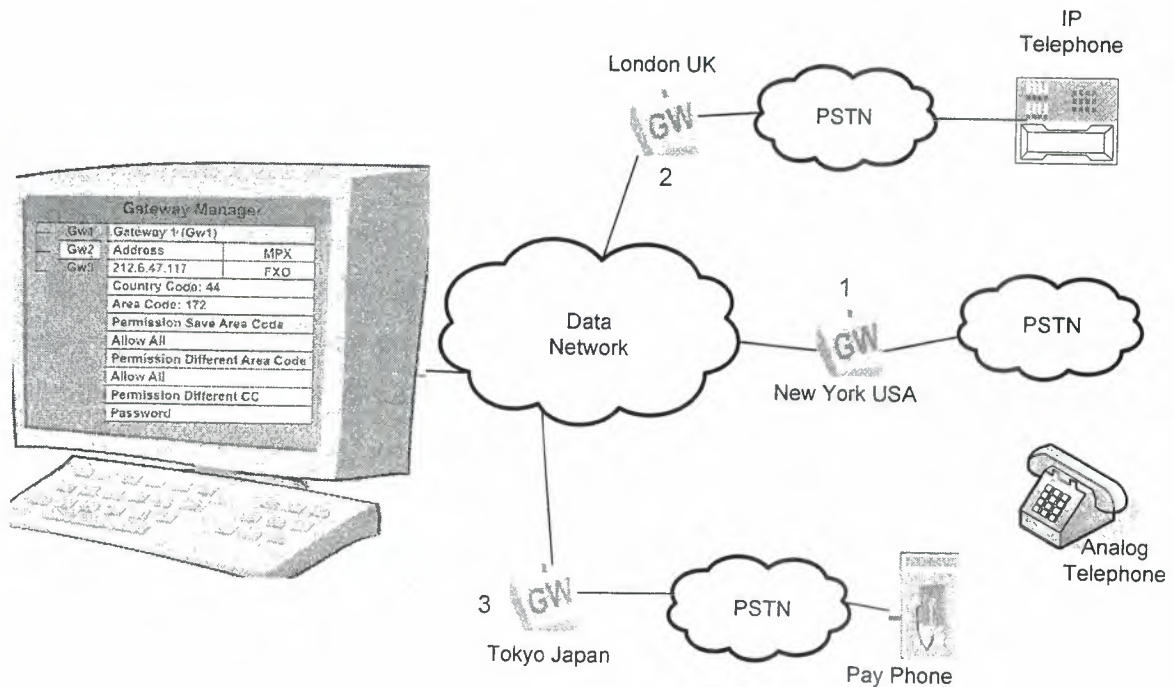 IP
Telephone
London UK
GW
PSTN
2
Gateway Manager
Gw1
Gateway 1 (Gw1)
Gw2
Address
MPX
Gw3
212.6.47.117
FXO
Country Code: 44
Area Code: 172
Permission Save Area Code
Allow All
Permission Different Area Code
Allow All
Permission Different CC
Password
Data
Network
1
GW
New York USA
PSTN
Analog
Telephone
3
GW
Tokyo Japan
PSTN
Pay Phone